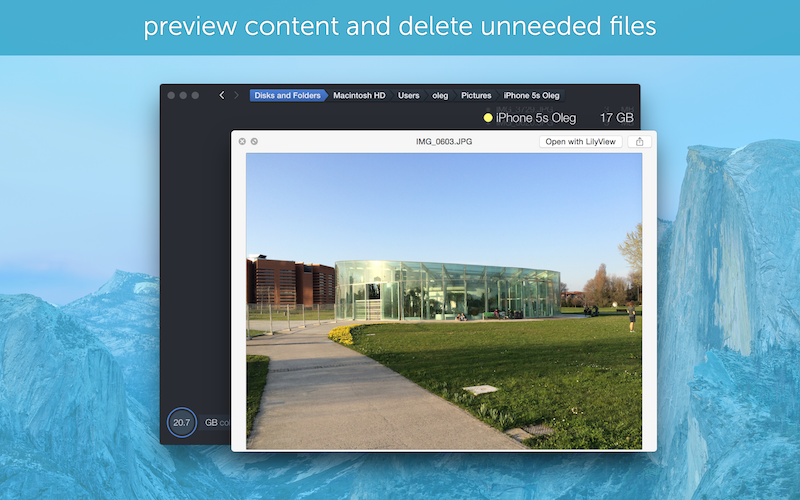 preview content and delete unneeded files
Disks and Folders Macintosh HD Users oleg Pictures iPhone 5s Oleg
iPhone 5s Oleg 17 GB
IMG_0603.JPG Open with LilyView
20.7 GB